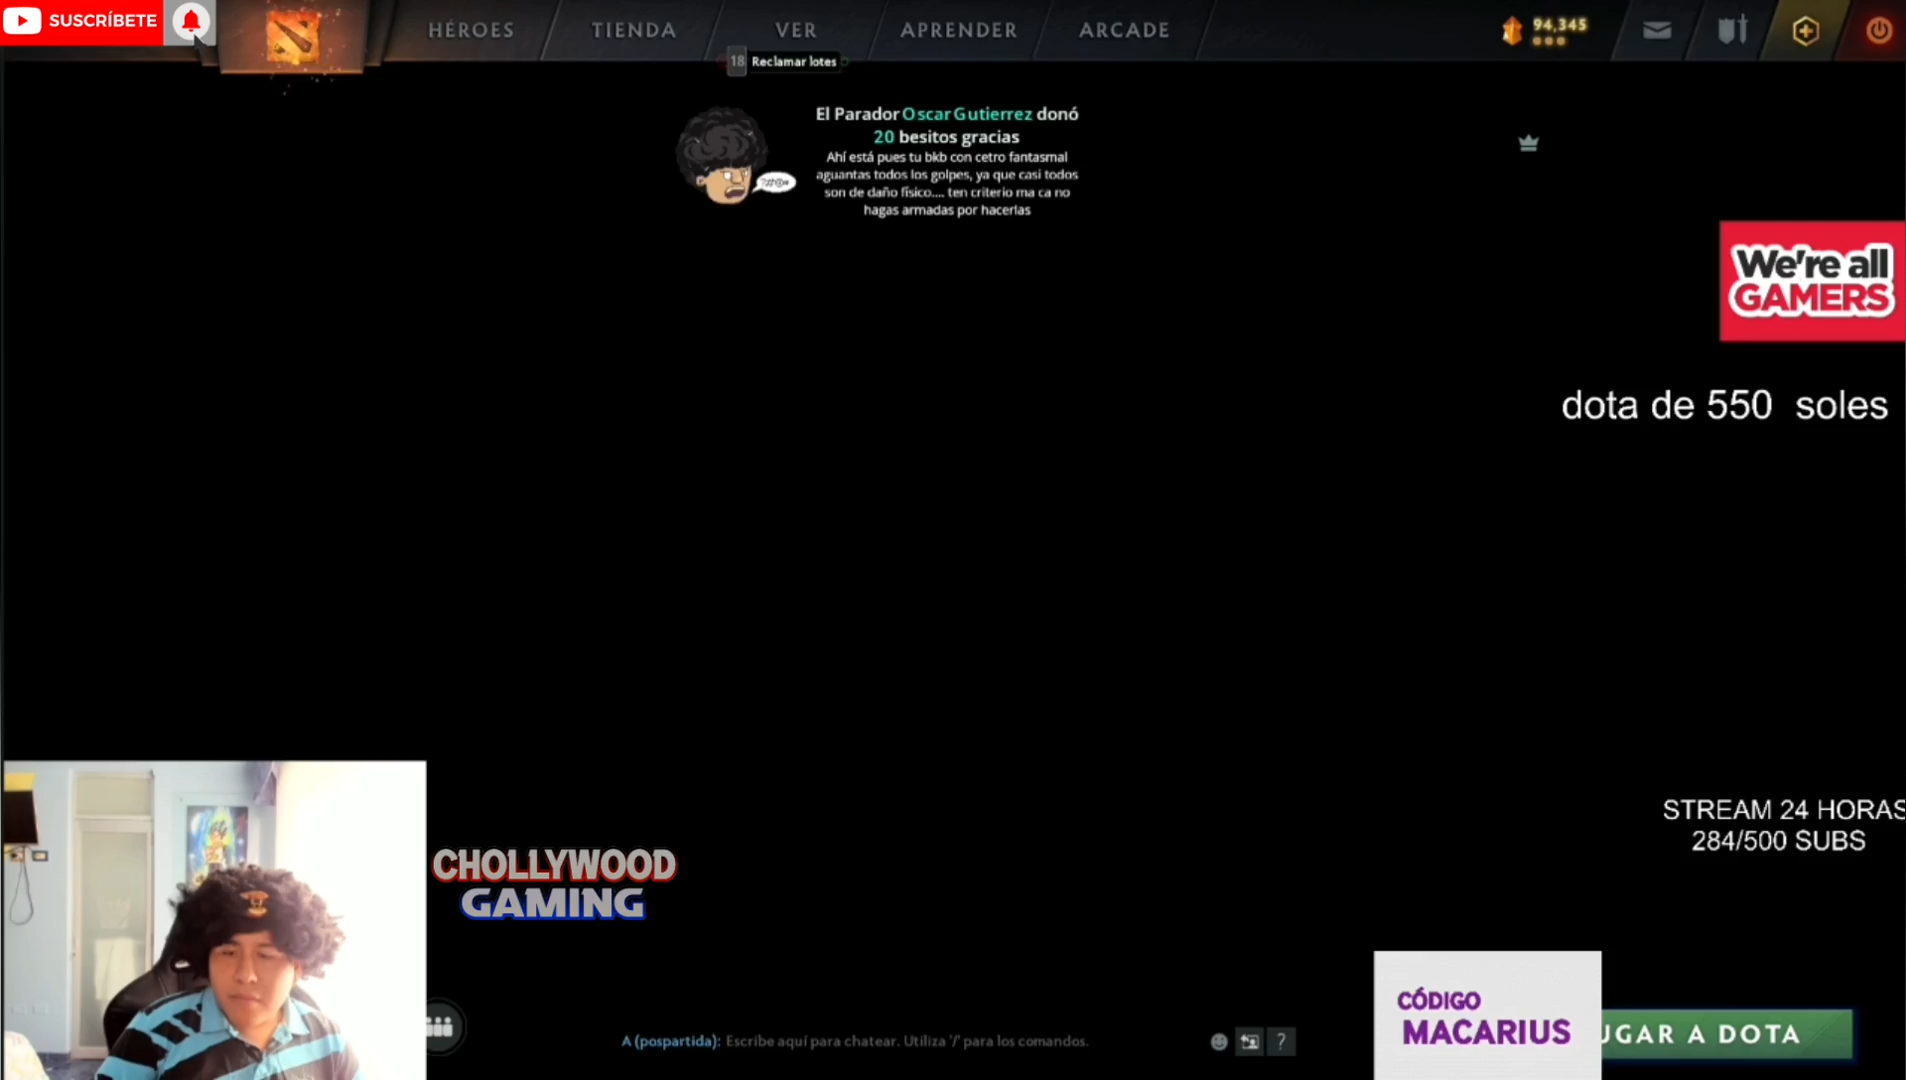 SUSCRÍBETE
HÉROES
TIENDA
VER
APRENDER
ARCADE
94,345
18 Reclamar lotes
El Parador Oscar Gutierrez donó
20 besitos gracias
Ahí está pues tu bkb con cetro fantasmal
aguantas todos los golpes, ya que casi todos
son de daño físico.... ten criterio ma ca no
hagas armadas por hacerlas
We're all
GAMERS
dota de 550 soles
STREAM 24 HORAS
284/500 SUBS
CHOLLYWOOD
GAMING
A (pospartida): Escribe aquí para chatear. Utiliza '/' para los comandos.
?
CÓDIGO
MACARIUS
UGAR A DOTA